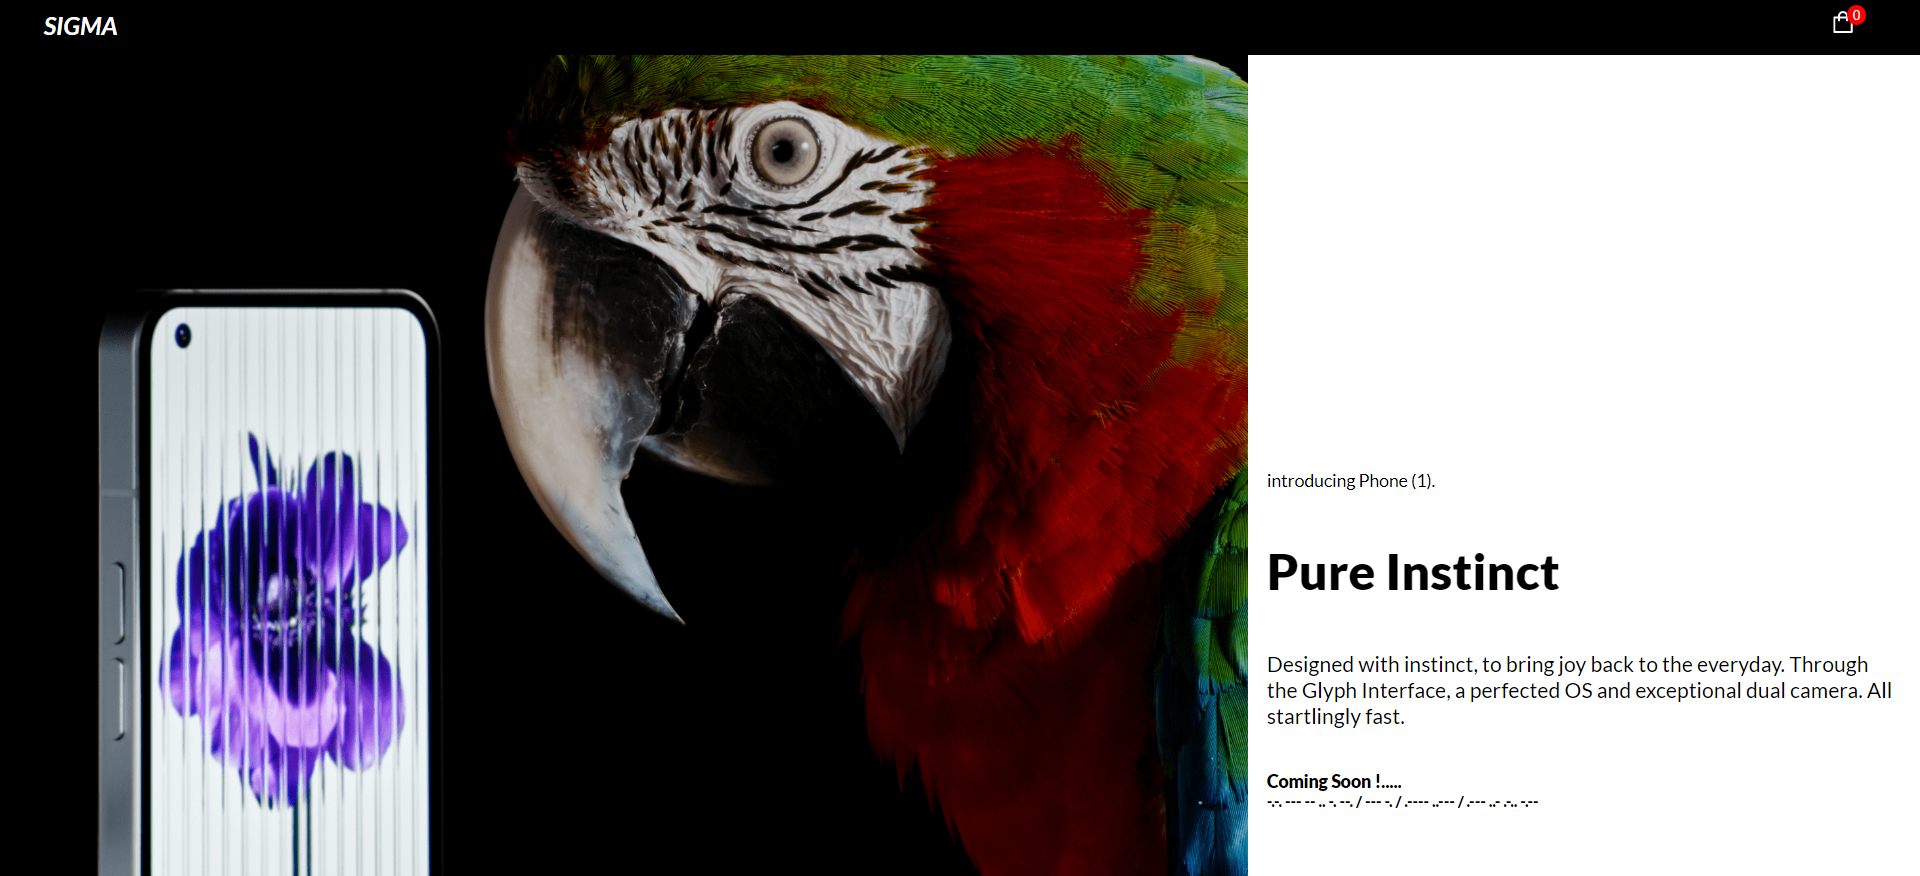 SIGMA
0
introducing Phone (1).
Pure Instinct
Designed with instinct, to bring joy back to the everyday. Through
the Glyph Interface, a perfected OS and exceptional dual camera. All
startlingly fast.
Coming Soon !.....
-.-. --- -- .. -. --. / --- -. / .---- ..--- / .--- ..- .-.. -.--